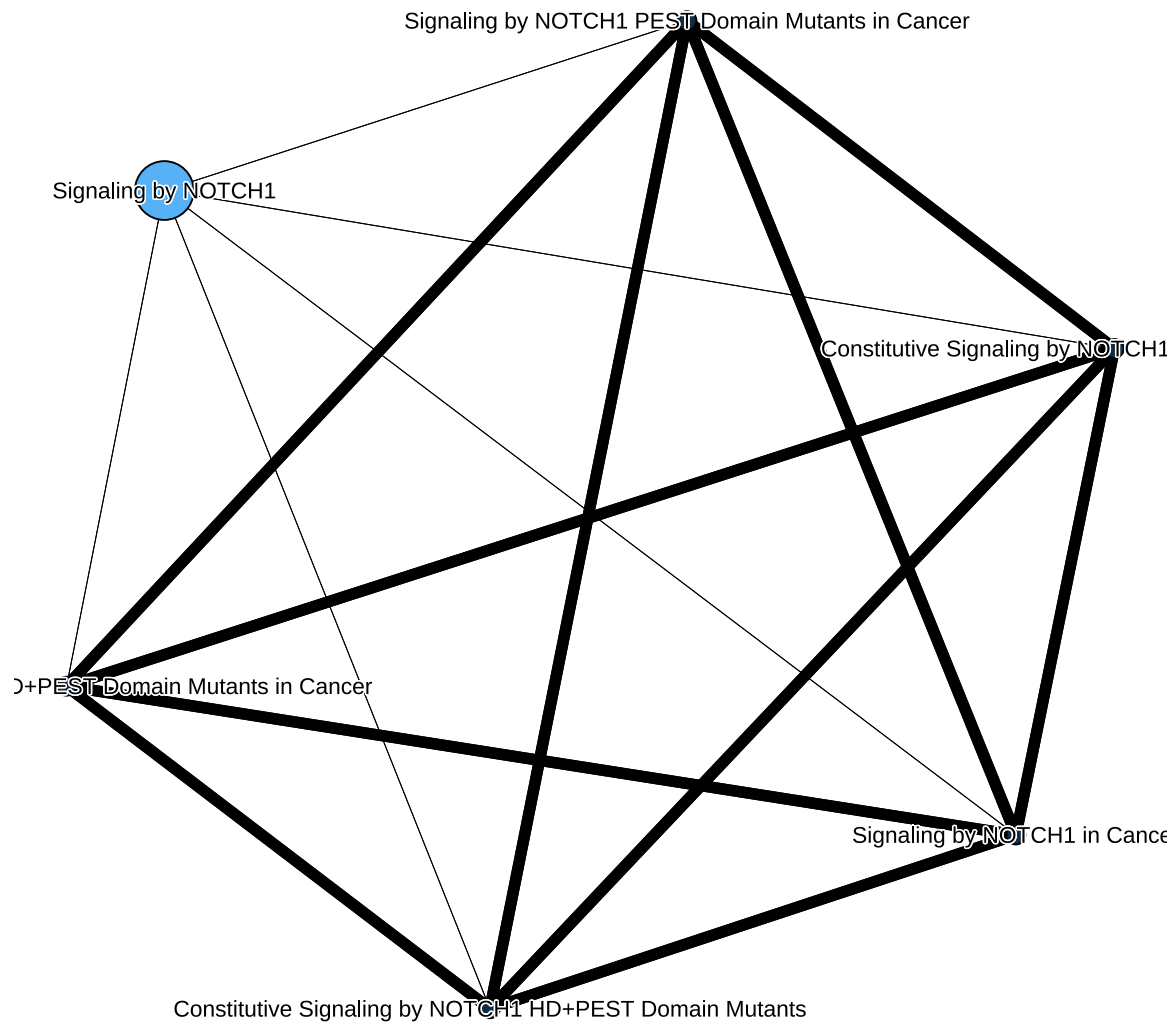 Signaling by NOTCH1 PEST Domain Mutants in Cancer
Signaling by NOTCH1
Constitutive Signaling by NOTCH1
D+PEST Domain Mutants in Cancer
Signaling by NOTCH1 in Cance
Constitutive Signaling by NOTCH1 HD+PEST Domain Mutants